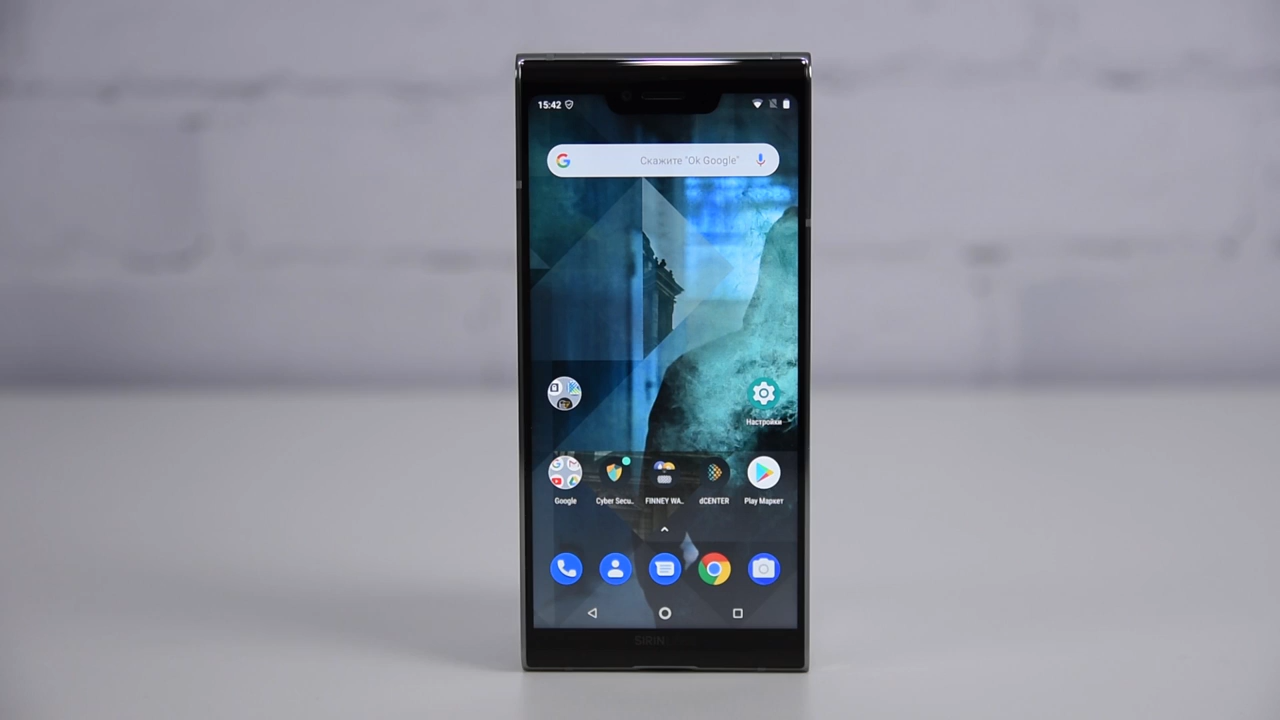 15:42
Скажите "Ok Google"
Настройки
Google
Cyber Secu..
FINNEY WA..
dCENTER
Play Маркет
SIRIN